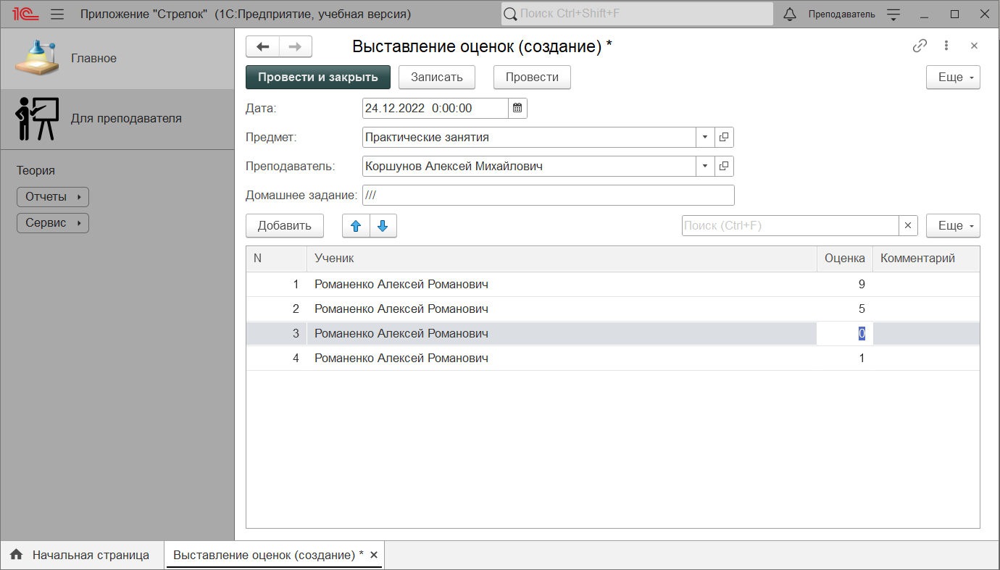 1С Приложение "Стрелок" (1С:Предприятие, учебная версия) Поиск Ctrl+Shift+F Преподаватель
Главное
Для преподавателя
Теория
Отчеты
Сервис
Выставление оценок (создание) *
Провести и закрыть Записать Провести Еще
Дата: 24.12.2022 0:00:00
Предмет: Практические занятия
Преподаватель: Коршунов Алексей Михайлович
Домашнее задание: ///
Добавить Поиск (Ctrl+F) Еще
N Ученик Оценка Комментарий
1 Романенко Алексей Романович 9
2 Романенко Алексей Романович 5
3 Романенко Алексей Романович 0
4 Романенко Алексей Романович 1
Начальная страница Выставление оценок (создание) *